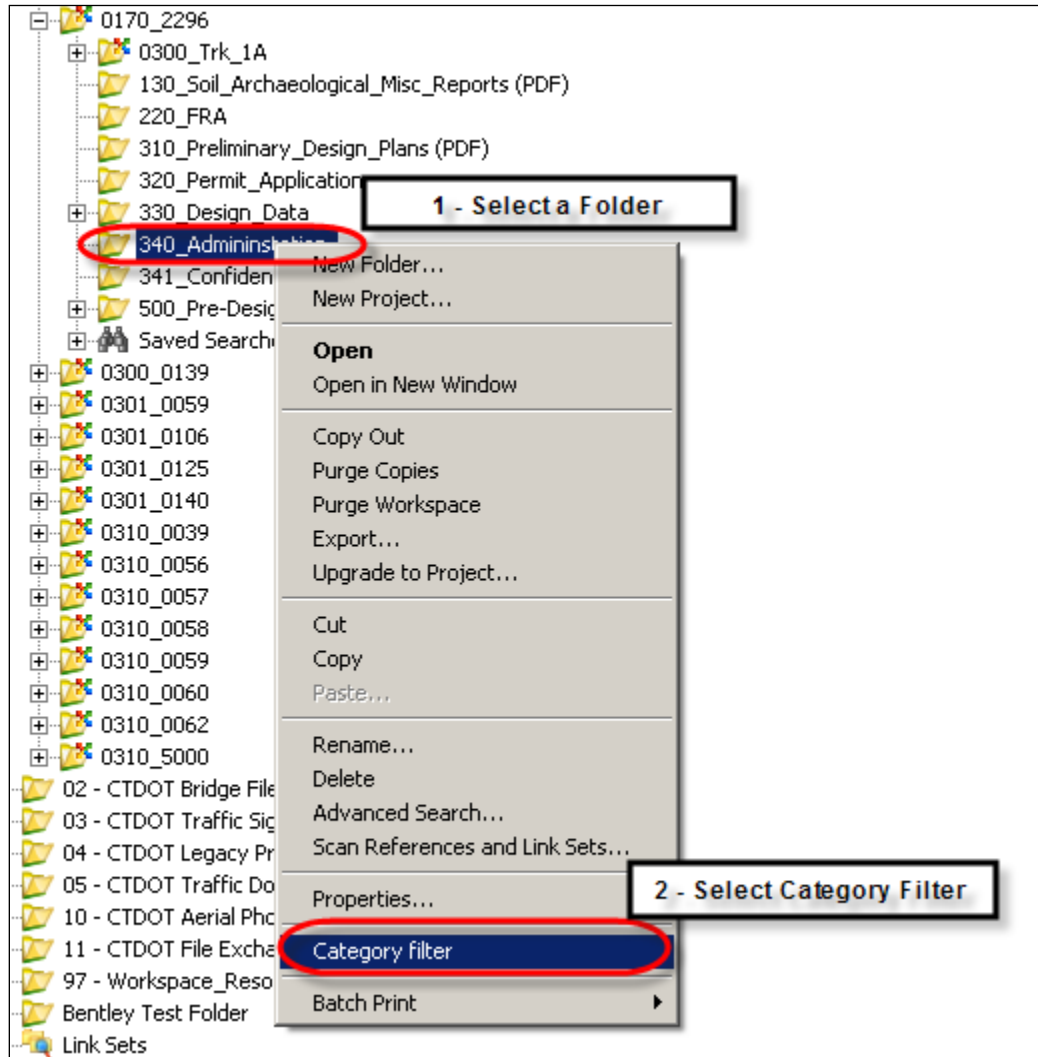 0170_2296
0300_Trk_1A
130_Soil_Archaeological_Misc_Reports (PDF)
220_FRA
310_Preliminary_Design_Plans (PDF)
320_Permit_Application
330_Design_Data
1 - Select a Folder
340_Admininstation
341_Confiden
500_Pre-Desig
Saved Search
0300_0139
0301_0059
0301_0106
0301_0125
0301_0140
0310_0039
0310_0056
0310_0057
0310_0058
0310_0059
0310_0060
0310_0062
0310_5000
02 - CTDOT Bridge File
03 - CTDOT Traffic Sig
04 - CTDOT Legacy Pr
05 - CTDOT Traffic Do
10 - CTDOT Aerial Pho
11 - CTDOT File Excha
97 - Workspace_Reso
Bentley Test Folder
Link Sets
New Folder...
New Project...
Open
Open in New Window
Copy Out
Purge Copies
Purge Workspace
Export...
Upgrade to Project...
Cut
Copy
Paste...
Rename...
Delete
Advanced Search...
Scan References and Link Sets...
Properties...
2 - Select Category Filter
Category filter
Batch Print